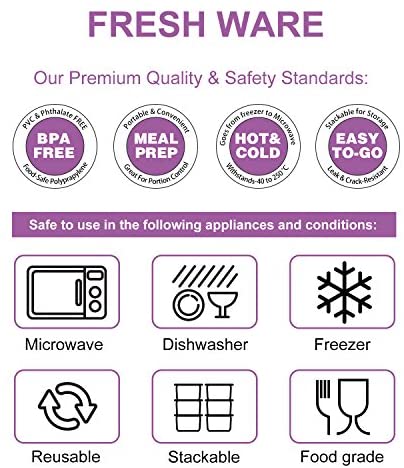 FRESH WARE
Our Premium Quality & Safety Standards:
PVC & Phthalate FREE
BPA
FREE
Food-Safe Polypropylene
Portable & Convenient
MEAL
PREP
Great For Portion Control
Goes from freezer to Microwave
HOT&
COLD
Withstands-40 to 250°C
Stackable for Storage
EASY
TO-GO
Leak & Crack-Resistant
Safe to use in the following appliances and conditions:
Microwave
Dishwasher
Freezer
Reusable
Stackable
Food grade